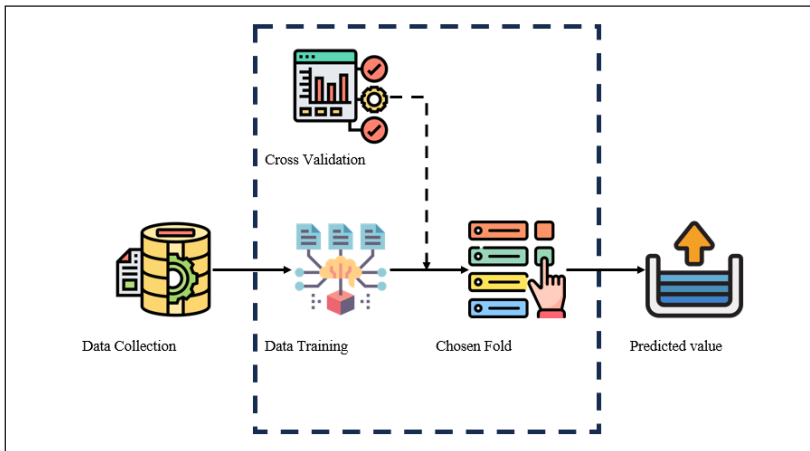 Cross Validation
Data Collection
Data Training
Chosen Fold
Predicted value